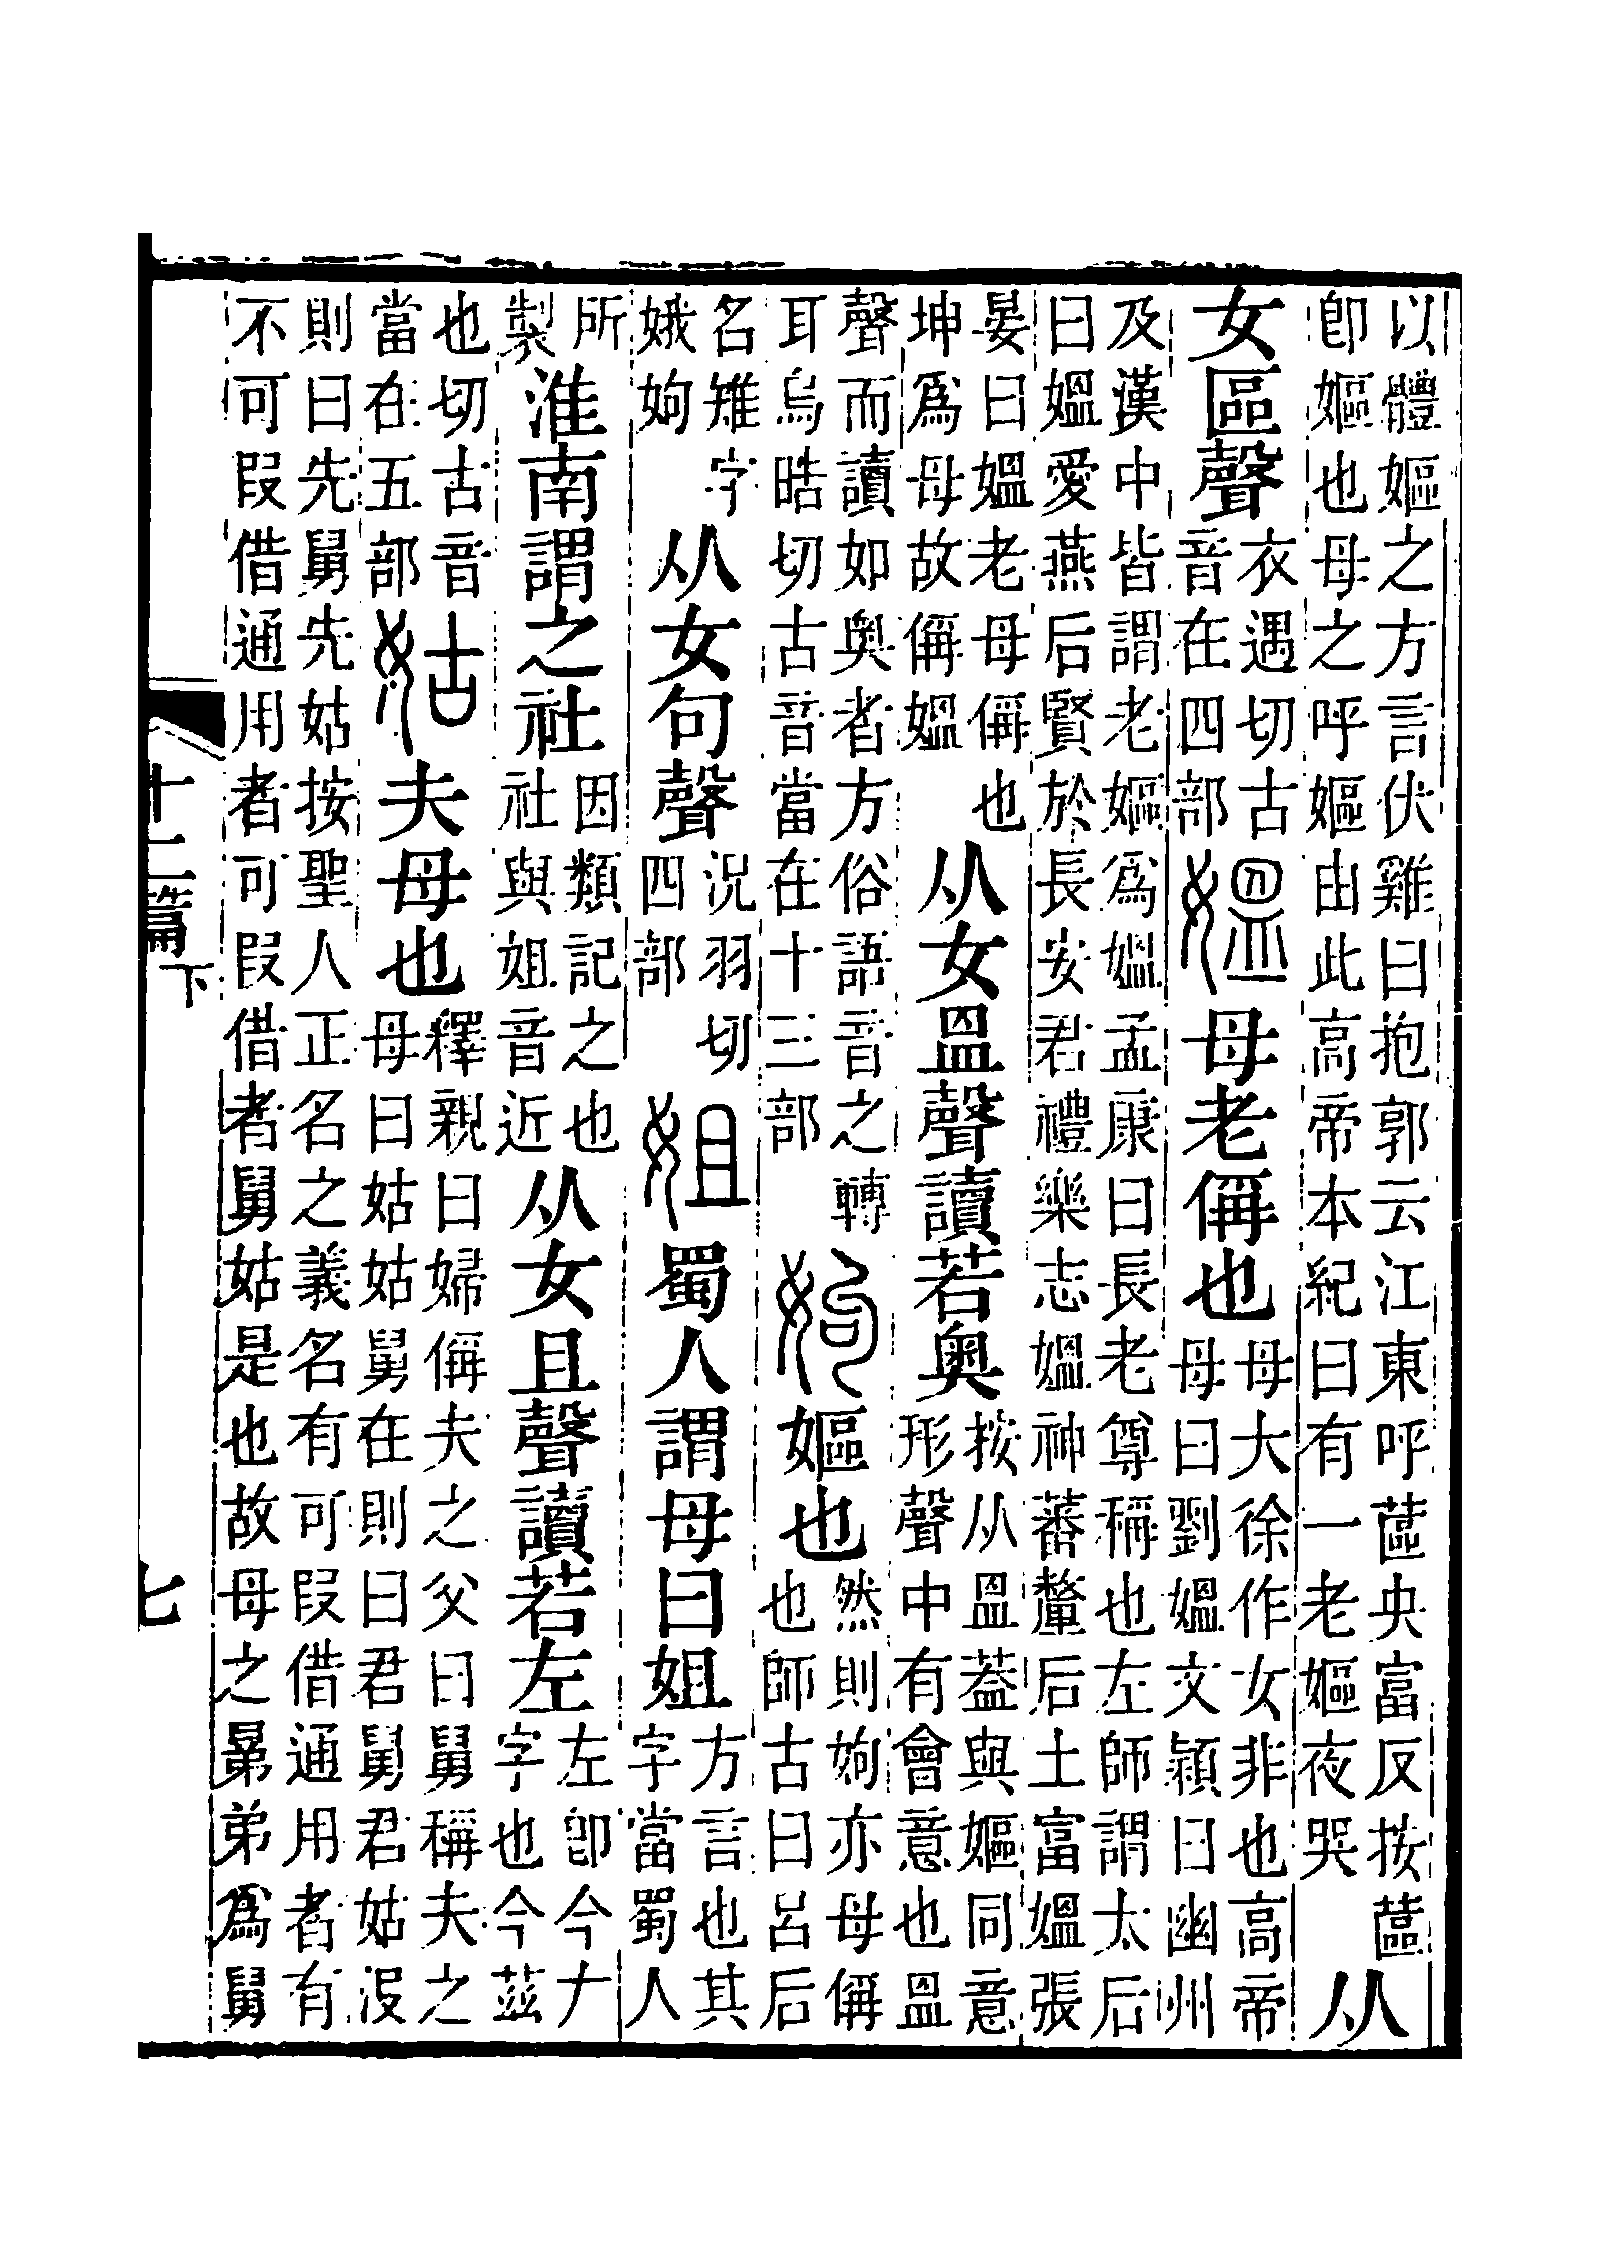 以體嫗之方言伏雞曰抱郭云江東呼蓲央富反按蓲
卽嫗也母之呼嫗由此高帝本紀曰有一老嫗夜哭
从
女區聲
衣遇切古
音在四部
媼母老偁也
母大徐作女非也高帝
母曰劉媼文穎曰幽州
及漢中皆謂老嫗爲媼孟康曰長老尊稱也左師謂太后
曰媼愛燕后賢於長安君禮樂志媼神蕃釐后土富媼張
晏曰媼老母偁也
坤爲母故偁媼
从女𥁕聲讀若奧
按从𥁕葢與嫗同意
形聲中有會意也𥁕
聲而讀如奧者方俗語音之轉
耳烏晧切古音當在十三部
姁嫗也
然則姁亦母偁
也師古曰呂后
名雉字
娥姁
从女句聲
況羽切
四部
姐蜀人謂母曰姐
方言也其
字當蜀人
所
製
淮南謂之社
因類記之也
社與姐音近
从女且聲讀若左
左卽今𠂇
字也今茲
也切古音
當在五部
姑夫母也
釋親曰婦偁夫之父曰舅稱夫之
母曰姑姑舅在則曰君舅君姑沒
則曰先舅先姑按聖人正名之義名有可叚借通用者有
不可叚借通用者可叚借者舅姑是也故母之晜弟爲舅
十二篇下
七